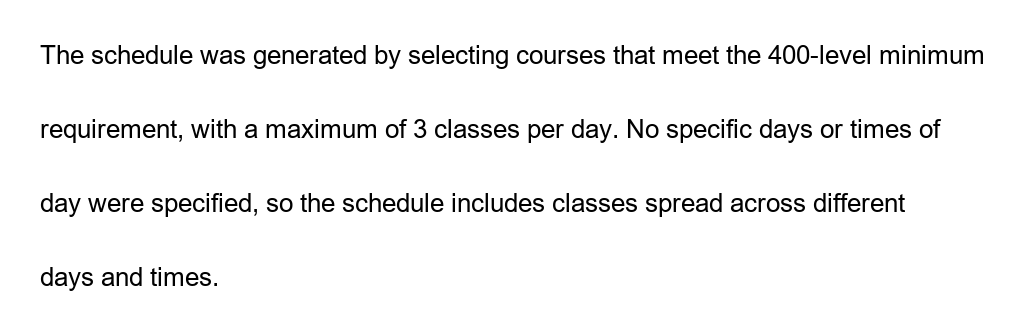 The schedule was generated by selecting courses that meet the 400-level minimum
requirement, with a maximum of 3 classes per day. No specific days or times of
day were specified, so the schedule includes classes spread across different
days and times.